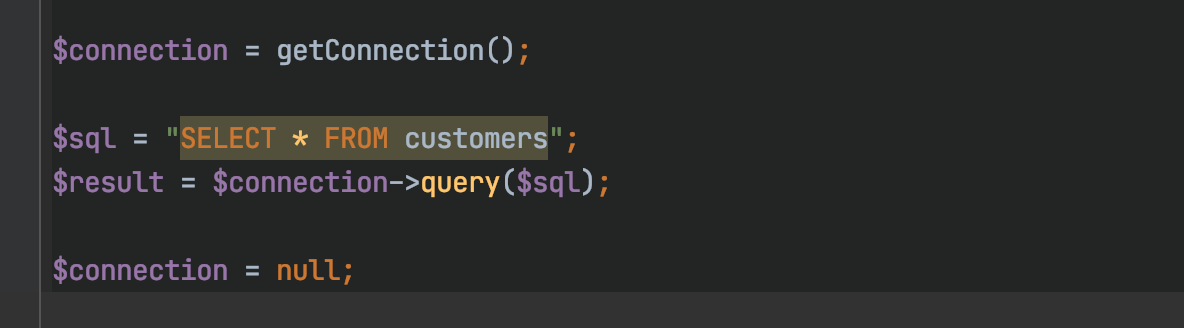 $connection = getConnection();
$sql = "SELECT * FROM customers";
$result = $connection->query($sql);
$connection = null;